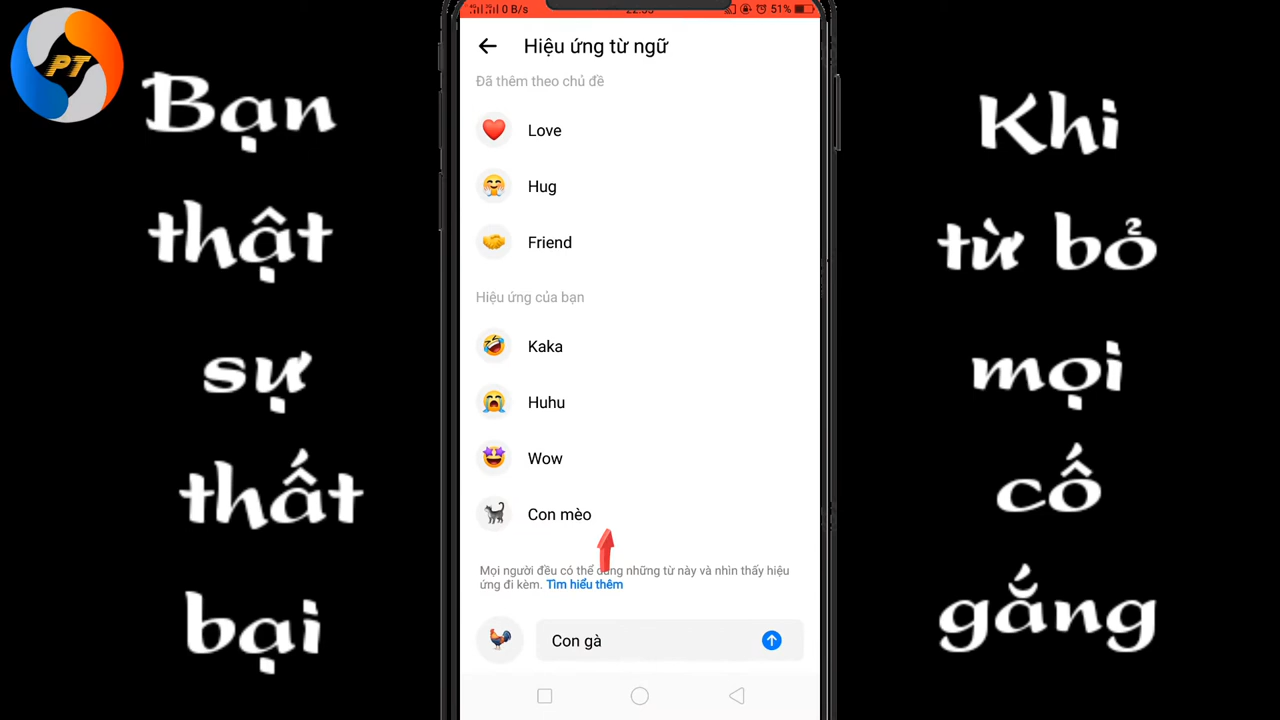 PT
Bạn
thật
sự
thất
bại
0 B/s
51%
Hiệu ứng từ ngữ
Đã thêm theo chủ đề
Love
Hug
Friend
Hiệu ứng của bạn
Kaka
Huhu
Wow
Con mèo
Mọi người đều có thể dùng những từ này và nhìn thấy hiệu
ứng đi kèm. Tìm hiểu thêm
Con gà
Khi
từ bỏ
mọi
cố
gắng